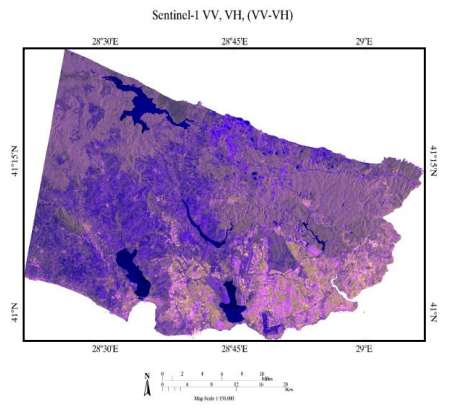 Sentinel-1 VV, VH, (VV-VH)
28°30'E 28°45'E 29°E
41°15'N 41°15'N
41°N 41°N
28°30'E 28°45'E 29°E
N
0 1 2 4 6 8 10
Miles
0 1 4 8 12 16 20
Km
Map Scale 1:150,000